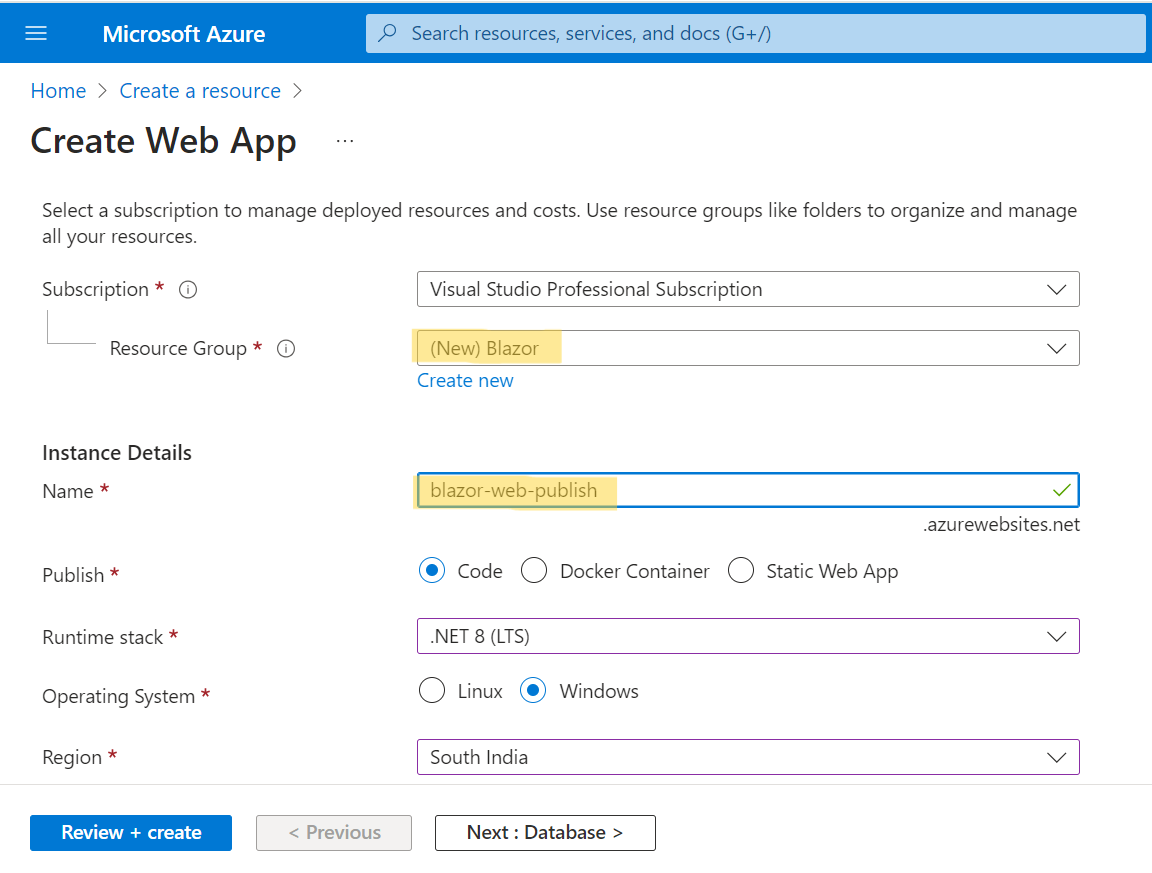 Microsoft Azure
Search resources, services, and docs (G+/)
Home > Create a resource >
Create Web App ...
Select a subscription to manage deployed resources and costs. Use resource groups like folders to organize and manage
all your resources.
Subscription * Visual Studio Professional Subscription
Resource Group * (New) Blazor
Create new
Instance Details
Name * blazor-web-publish
.azurewebsites.net
Publish * Code Docker Container Static Web App
Runtime stack * .NET 8 (LTS)
Operating System * Linux Windows
Region * South India
Review + create < Previous Next : Database >